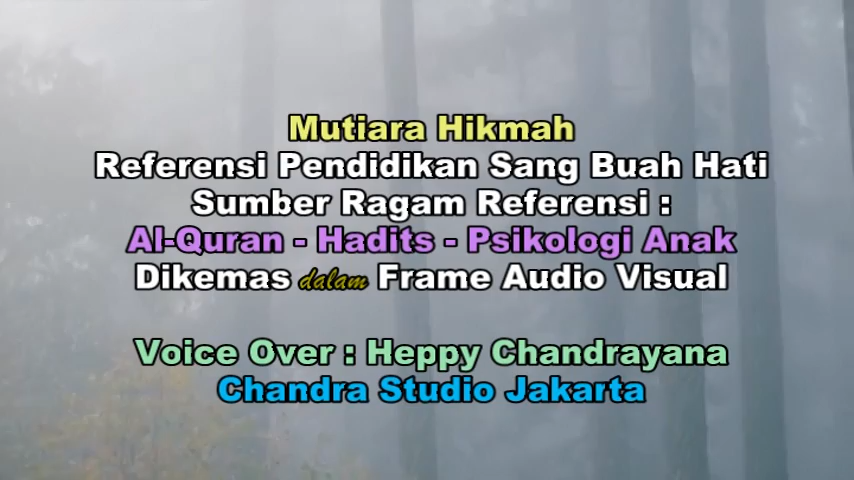 Mutiara Hikmah
Referensi Pendidikan Sang Buah Hati
Sumber Ragam Referensi :
Al-Quran - Hadits - Psikologi Anak
Dikemas dalam Frame Audio Visual
Voice Over : Heppy Chandrayana
Chandra Studio Jakarta